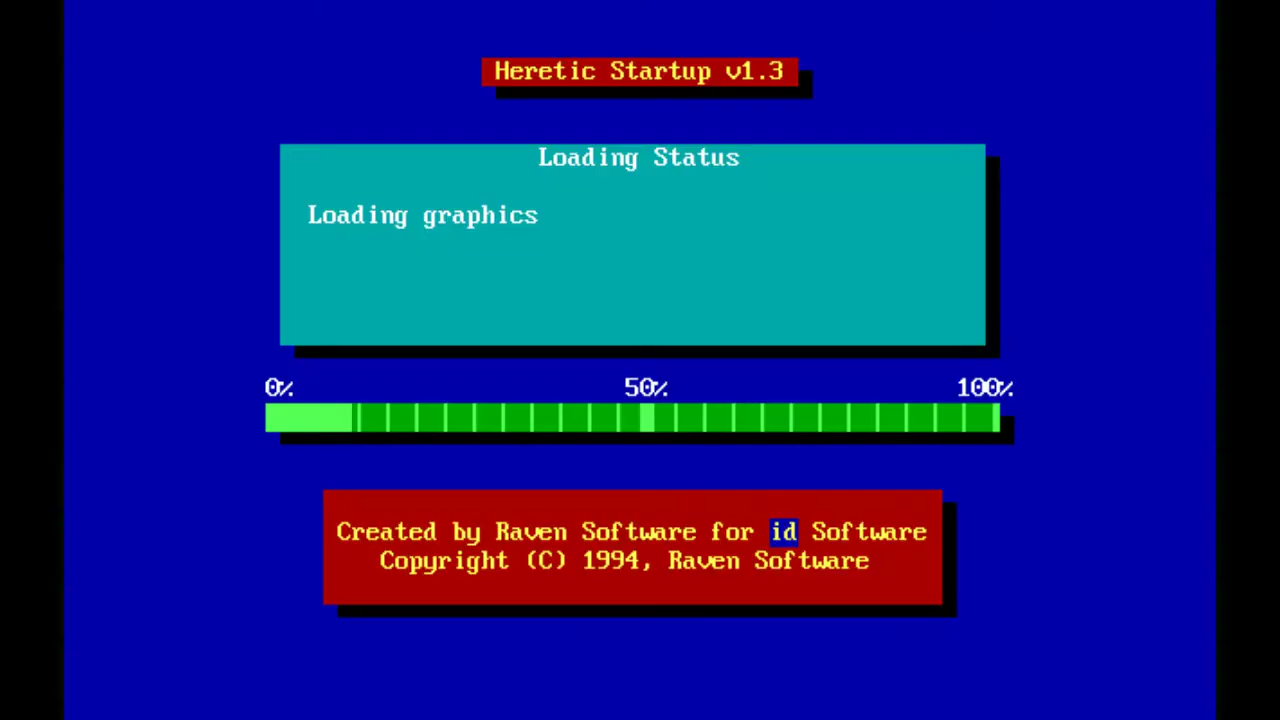 Heretic Startup v1.3
Loading Status
Loading graphics
0% 50% 100%
Created by Raven Software for id Software
Copyright (C) 1994, Raven Software